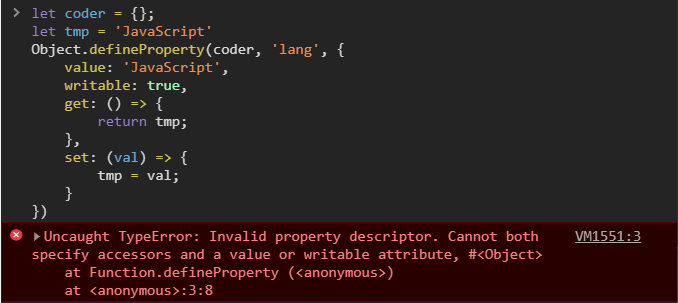 let coder = {};
let tmp = 'JavaScript'
Object.defineProperty(coder, 'lang', {
    value: 'JavaScript',
    writable: true,
    get: () => {
        return tmp;
    },
    set: (val) => {
        tmp = val;
    }
})
Uncaught TypeError: Invalid property descriptor. Cannot both VM1551:3
specify accessors and a value or writable attribute, #<Object>
    at Function.defineProperty (<anonymous>)
    at <anonymous>:3:8